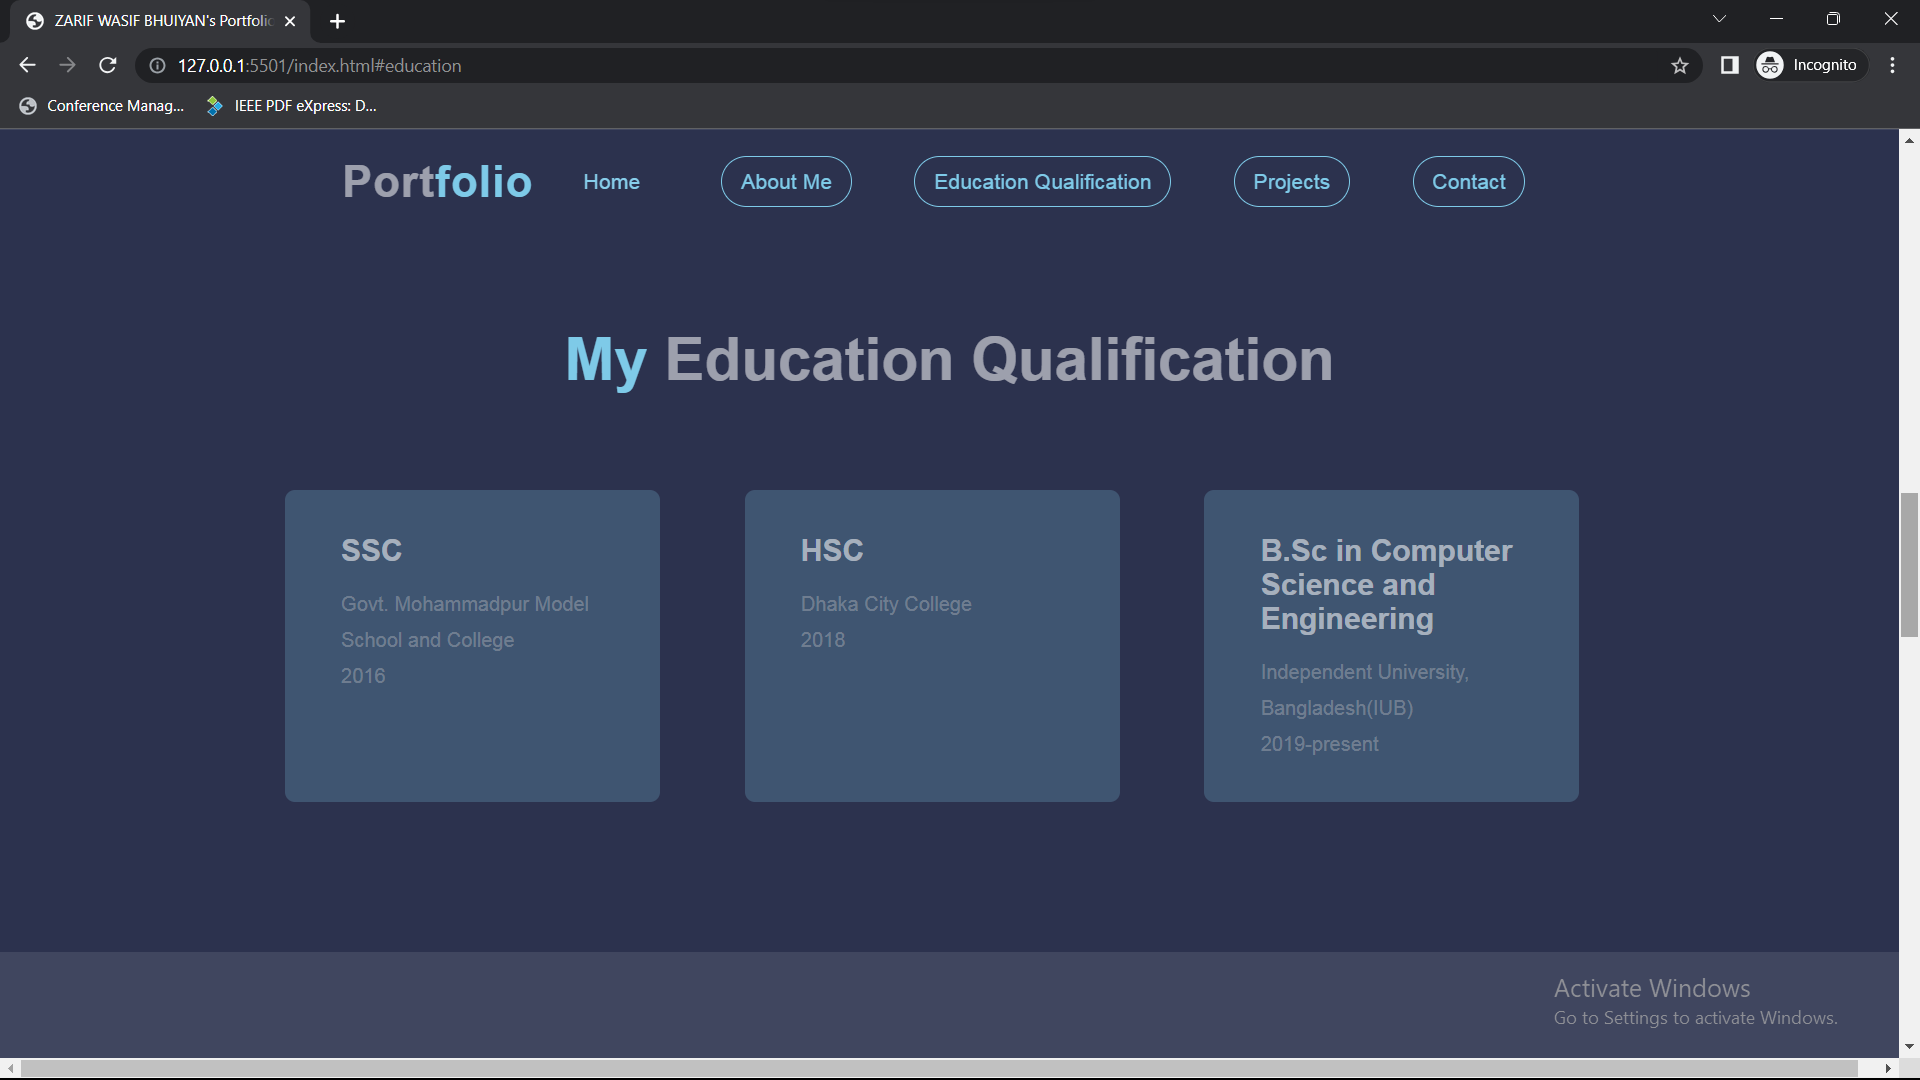 ZARIF WASIF BHUIYAN's Portfolio
127.0.0.1:5501/index.html#education
Incognito
Conference Manag...
IEEE PDF eXpress: D...
Portfolio
Home
About Me
Education Qualification
Projects
Contact
My Education Qualification
SSC
Govt. Mohammadpur Model
School and College
2016
HSC
Dhaka City College
2018
B.Sc in Computer
Science and
Engineering
Independent University,
Bangladesh(IUB)
2019-present
Activate Windows
Go to Settings to activate Windows.